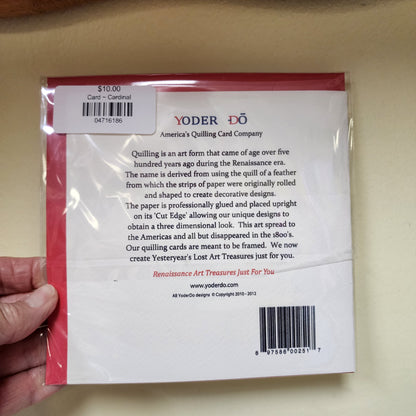 $10.00
Card ~ Cardinal
04716186
YODER DŌ
America's Quilling Card Company
Quilling is an art form that came of age over five
hundred years ago during the Renaissance era.
The name is derived from using the quill of a feather
from which the strips of paper were originally rolled
and shaped to create decorative designs.
The paper is professionally glued and placed upright
on its 'Cut Edge' allowing our unique designs to
obtain a three dimensional look. This art spread to
the Americas and all but disappeared in the 1800's.
Our quilling cards are meant to be framed. We now
create Yesteryear's Lost Art Treasures just for you.
Renaissance Art Treasures Just For You
www.yoderdo.com
All YoderDo designs © Copyright 2010 - 2012
8 97586 00251 7